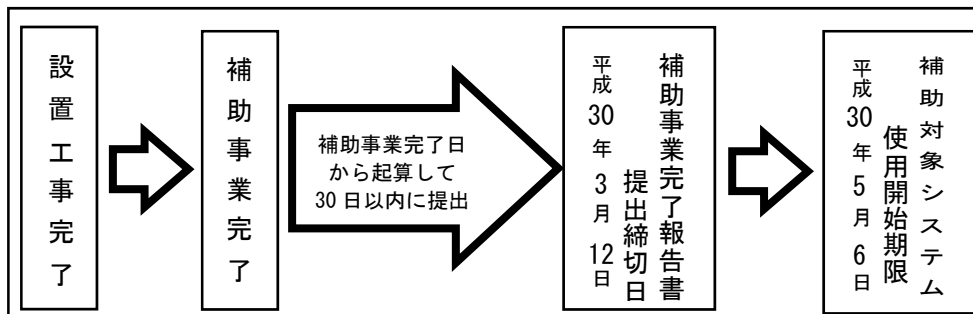 設置工事完了
補助事業完了
補助事業完了日
から起算して
30日以内に提出
補助事業完了報告書
提出締切日
平成30年3月12日
補助対象システム
使用開始期限
平成30年5月6日